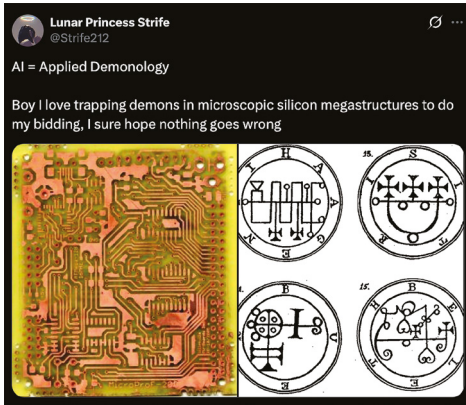 Lunar Princess Strife
@Strife212
AI = Applied Demonology
Boy I love trapping demons in microscopic silicon megastructures to do
my bidding, I sure hope nothing goes wrong
H A A G E N I
S I T R I
B V E
B E L E T H